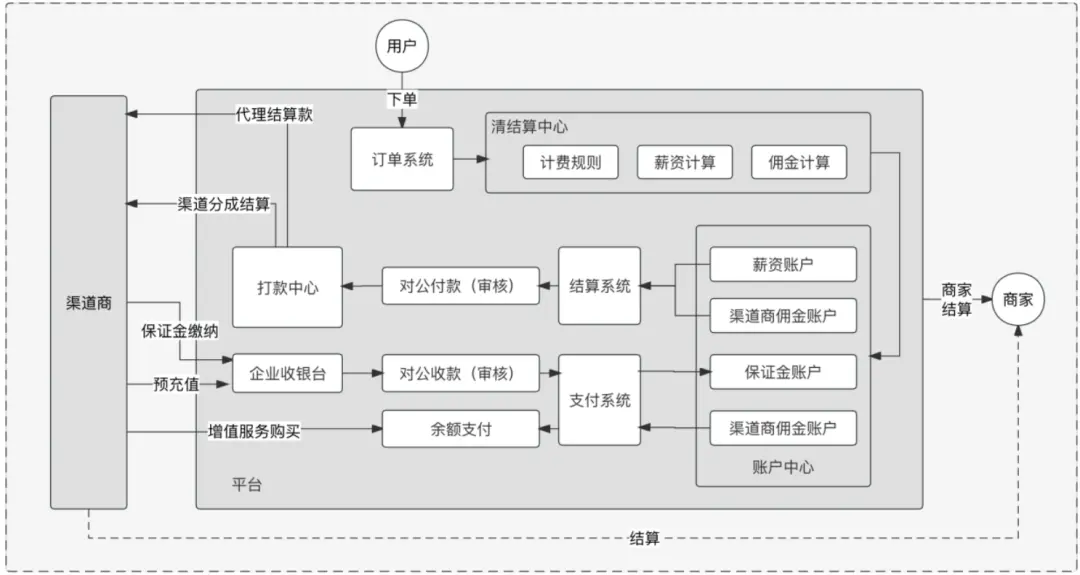 用户
下单
代理结算款
订单系统
清结算中心
计费规则
薪资计算
佣金计算
渠道分成结算
渠道商
打款中心
对公付款（审核）
结算系统
薪资账户
渠道商佣金账户
商家
结算
商家
保证金缴纳
企业收银台
对公收款（审核）
支付系统
保证金账户
预充值
增值服务购买
余额支付
渠道商佣金账户
账户中心
平台
结算